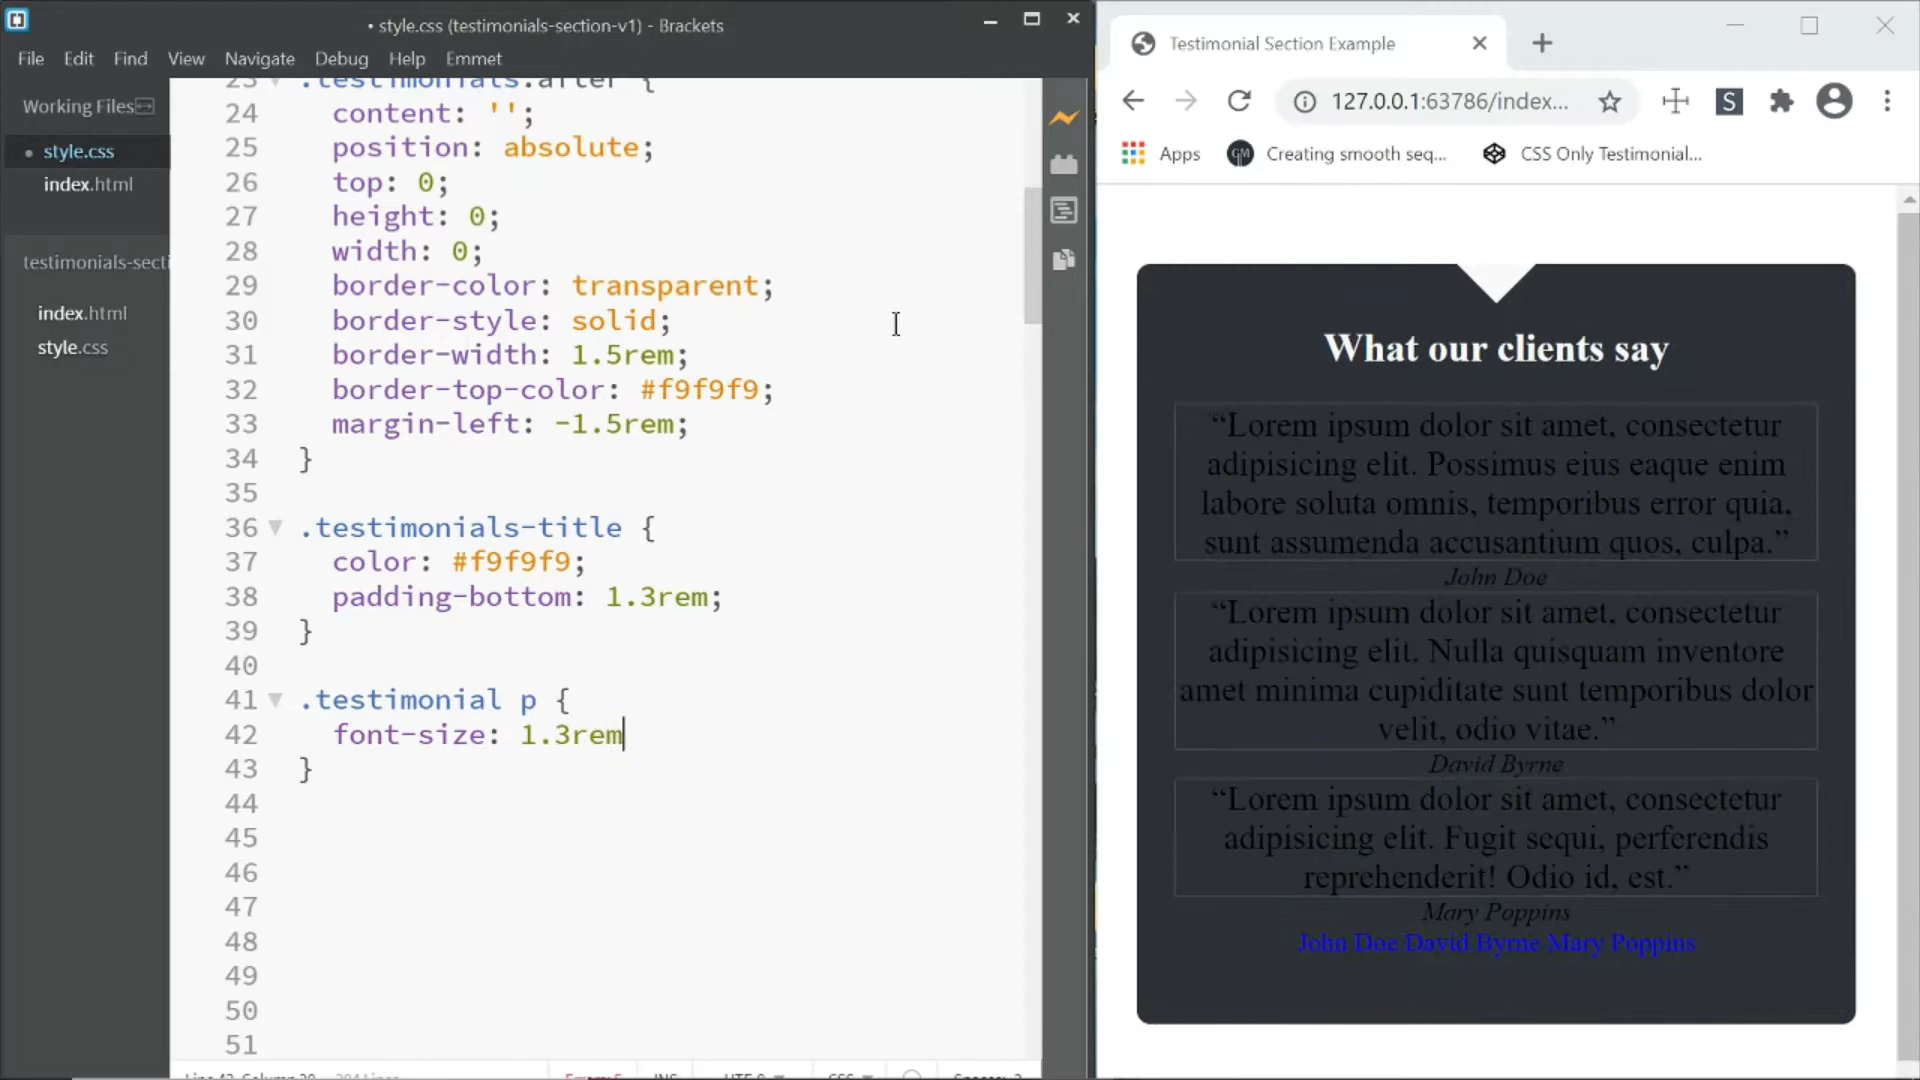 • style.css (testimonials-section-v1) - Brackets
File Edit Find View Navigate Debug Help Emmet
Working Files
• style.css
index.html
testimonials-secti
index.html
style.css
23 .testimonials:after {
24 content: '';
25 position: absolute;
26 top: 0;
27 height: 0;
28 width: 0;
29 border-color: transparent;
30 border-style: solid;
31 border-width: 1.5rem;
32 border-top-color: #f9f9f9;
33 margin-left: -1.5rem;
34 }
35
36 .testimonials-title {
37 color: #f9f9f9;
38 padding-bottom: 1.3rem;
39 }
40
41 .testimonial p {
42 font-size: 1.3rem
43 }
44
45
46
47
48
49
50
51
Testimonial Section Example
127.0.0.1:63786/index...
S
Apps GM Creating smooth seq... CSS Only Testimonial...
What our clients say
“Lorem ipsum dolor sit amet, consectetur
adipisicing elit. Possimus eius eaque enim
labore soluta omnis, temporibus error quia,
sunt assumenda accusantium quos, culpa.”
John Doe
“Lorem ipsum dolor sit amet, consectetur
adipisicing elit. Nulla quisquam inventore
amet minima cupiditate sunt temporibus dolor
velit, odio vitae.”
David Byrne
“Lorem ipsum dolor sit amet, consectetur
adipisicing elit. Fugit sequi, perferendis
reprehenderit! Odio id, est.”
Mary Poppins
John Doe David Byrne Mary Poppins